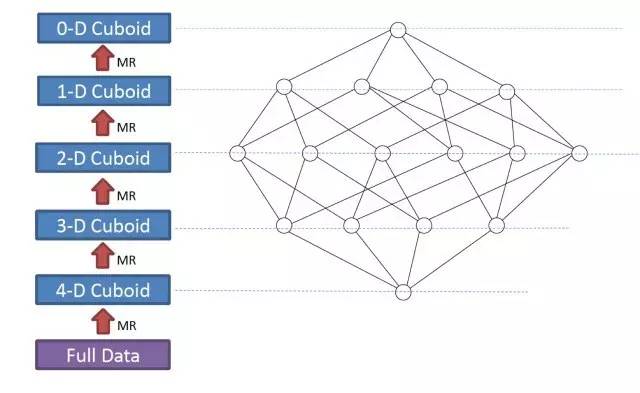 0-D Cuboid
MR
1-D Cuboid
MR
2-D Cuboid
MR
3-D Cuboid
MR
4-D Cuboid
MR
Full Data